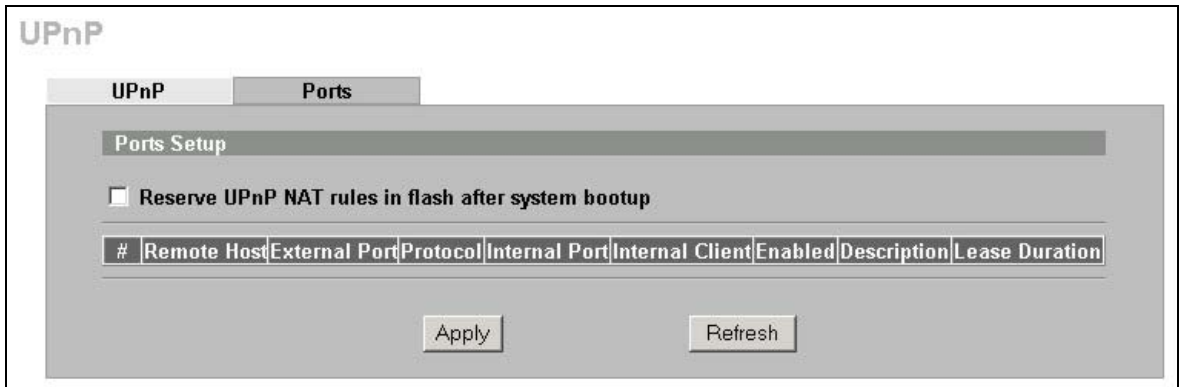 UPnP
UPnP Ports
Ports Setup
Reserve UPnP NAT rules in flash after system bootup
# Remote Host External Port Protocol Internal Port Internal Client Enabled Description Lease Duration
Apply Refresh